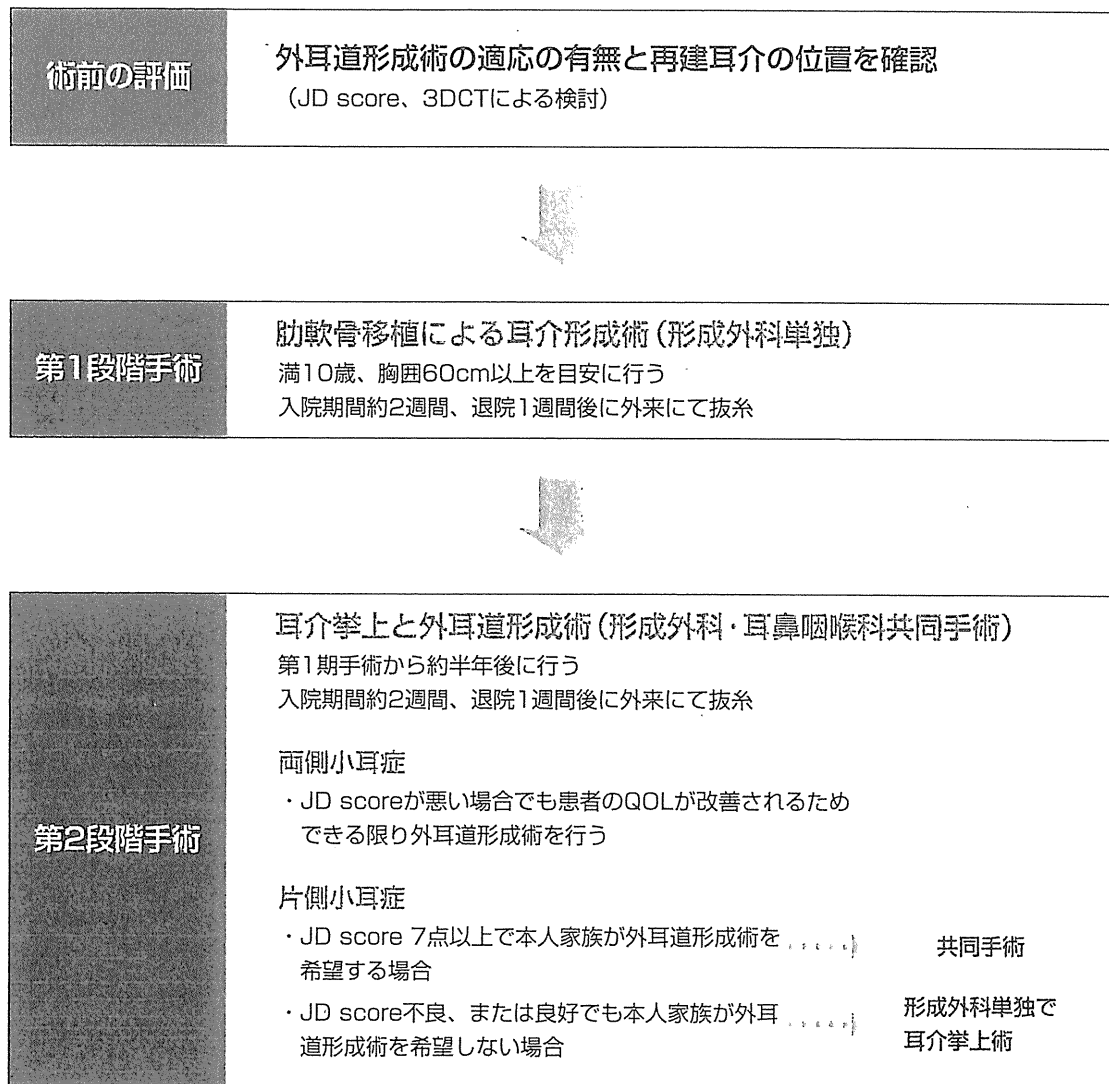 術前の評価
外耳道形成術の適応の有無と再建耳介の位置を確認
（JD score、3DCTによる検討）
第1段階手術
肋軟骨移植による耳介形成術（形成外科単独）
満10歳、胸囲60cm以上を目安に行う
入院期間約2週間、退院1週間後に外来にて抜糸
第2段階手術
耳介挙上と外耳道形成術（形成外科・耳鼻咽喉科共同手術）
第1期手術から約半年後に行う
入院期間約2週間、退院1週間後に外来にて抜糸
両側小耳症
・JD scoreが悪い場合でも患者のQOLが改善されるため
できる限り外耳道形成術を行う
片側小耳症
・JD score 7点以上で本人家族が外耳道形成術を
希望する場合
共同手術
・JD score不良、または良好でも本人家族が外耳
道形成術を希望しない場合
形成外科単独で
耳介挙上術